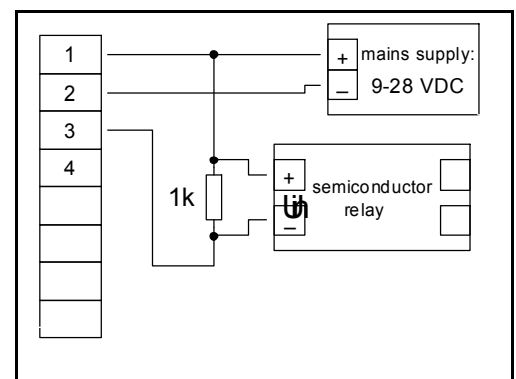 1
2
3
4
+ mains supply:
– 9-28 VDC
1k
+
semiconductor
relay
–